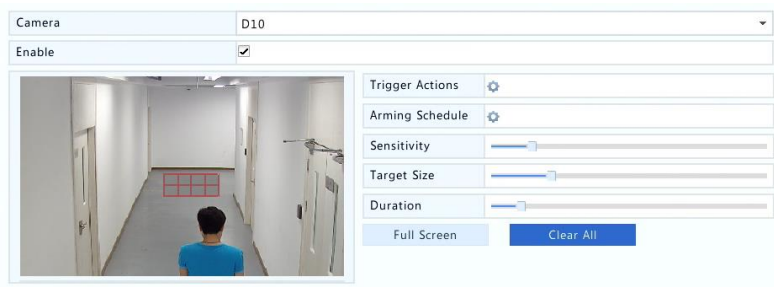 Camera
D10
Enable
Trigger Actions
Arming Schedule
Sensitivity
Target Size
Duration
Full Screen
Clear All